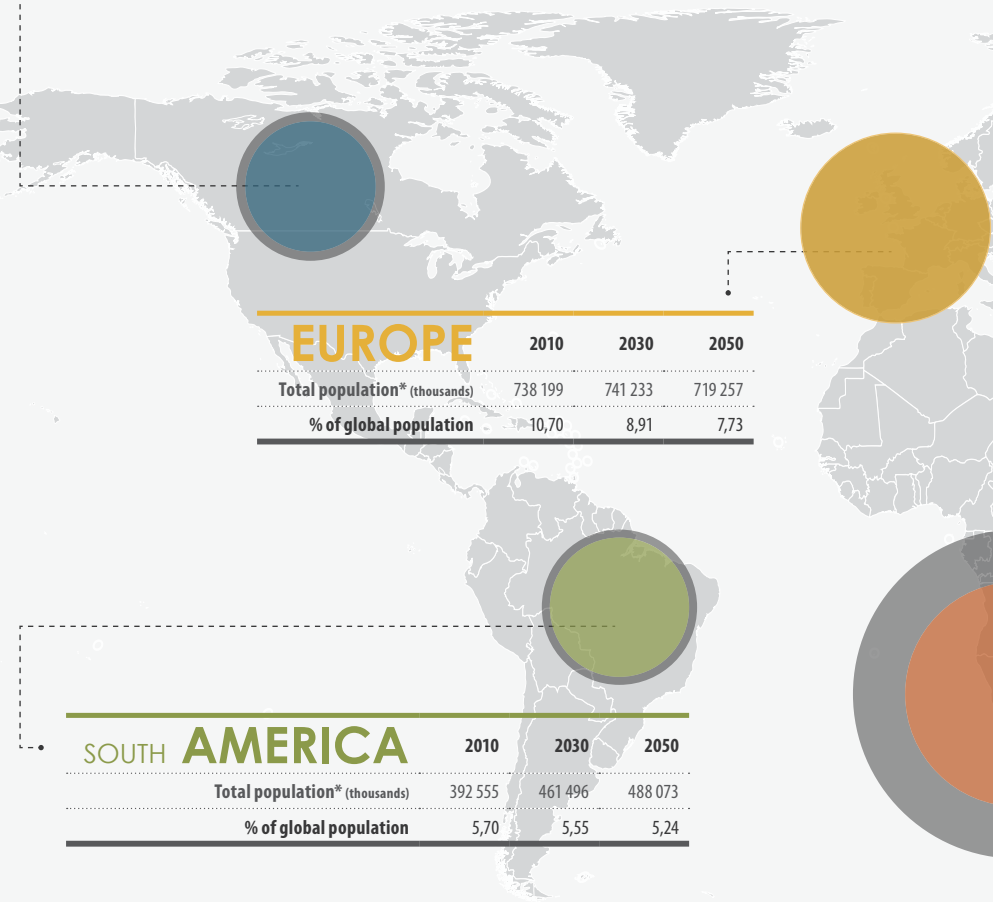 EUROPE 2010 2030 2050
Total population* (thousands) 738 199 741 233 719 257
% of global population 10,70 8,91 7,73
SOUTH AMERICA 2010 2030 2050
Total population* (thousands) 392 555 461 496 488 073
% of global population 5,70 5,55 5,24